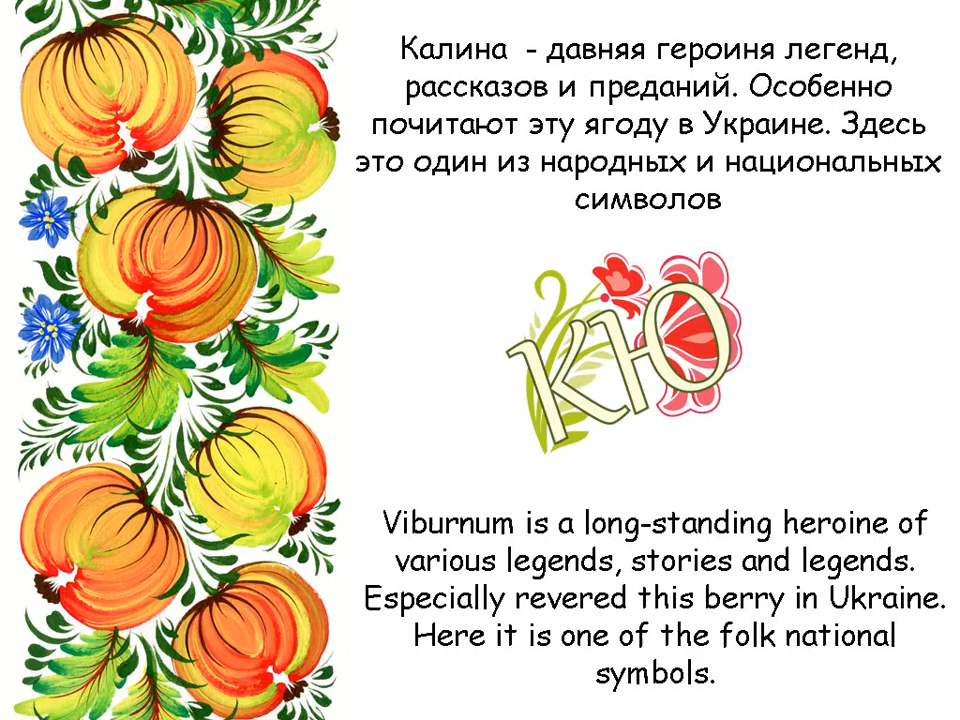 Калина - давняя героиня легенд,
рассказов и преданий. Особенно
почитают эту ягоду в Украине. Здесь
это один из народных и национальных
символов
КЮ
Viburnum is a long-standing heroine of
various legends, stories and legends.
Especially revered this berry in Ukraine.
Here it is one of the folk national
symbols.